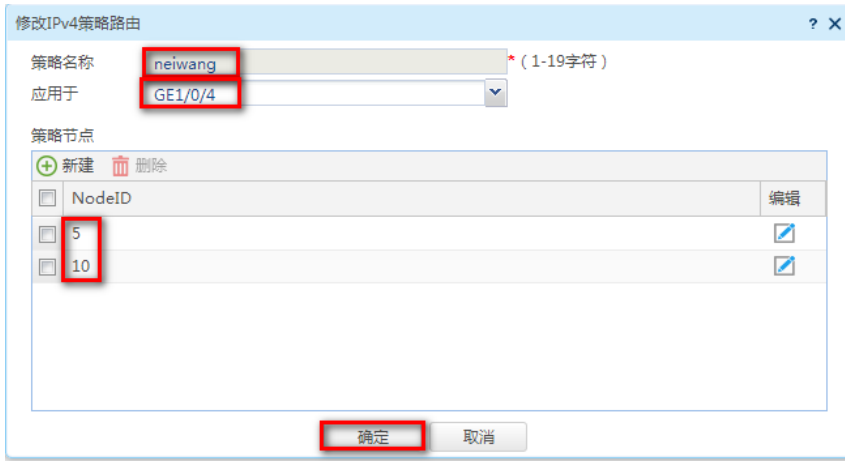 修改IPv4策略路由 ?
策略名称 neiwang * ( 1-19字符 )
应用于 GE1/0/4
策略节点
新建 删除
NodeID 编辑
5
10
确定 取消